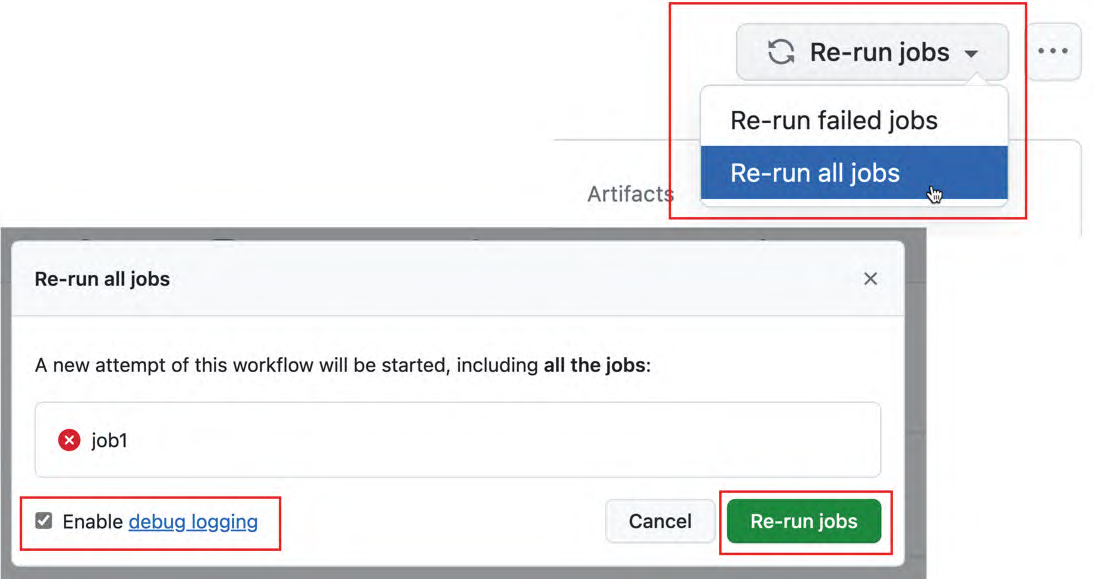 Re-run jobs
Re-run failed jobs
Re-run all jobs
Artifacts
Re-run all jobs
A new attempt of this workflow will be started, including all the jobs:
job1
Enable debug logging
Cancel
Re-run jobs